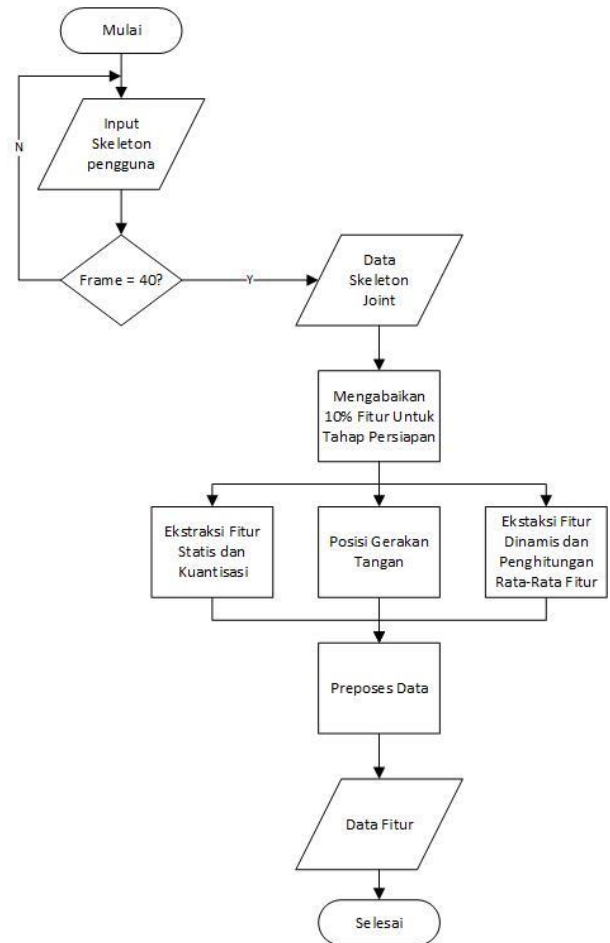 Mulai
Input
Skeleton
pengguna
N
Frame = 40?
Y
Data
Skeleton
Joint
Mengabaikan
10% Fitur Untuk
Tahap Persiapan
Ekstraksi Fitur
Statis dan
Kuantisasi
Posisi Gerakan
Tangan
Ekstaksi Fitur
Dinamis dan
Penghitungan
Rata-Rata Fitur
Preposes Data
Data Fitur
Selesai